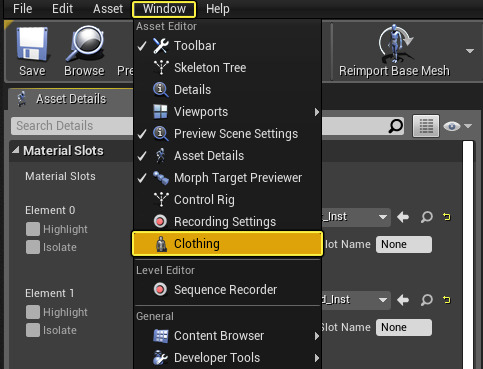 File Edit Asset Window Help
Save Browse Pre Reimport Base Mesh
Asset Details
Search Details
Material Slots
Material Slots
Element 0
Highlight
Isolate
_Inst
Slot Name None
Element 1
Highlight
Isolate
d_Inst
Slot Name None
Asset Editor
Toolbar
Skeleton Tree
Details
Viewports
Preview Scene Settings
Asset Details
Morph Target Previewer
Control Rig
Recording Settings
Clothing
Level Editor
Sequence Recorder
General
Content Browser
Developer Tools